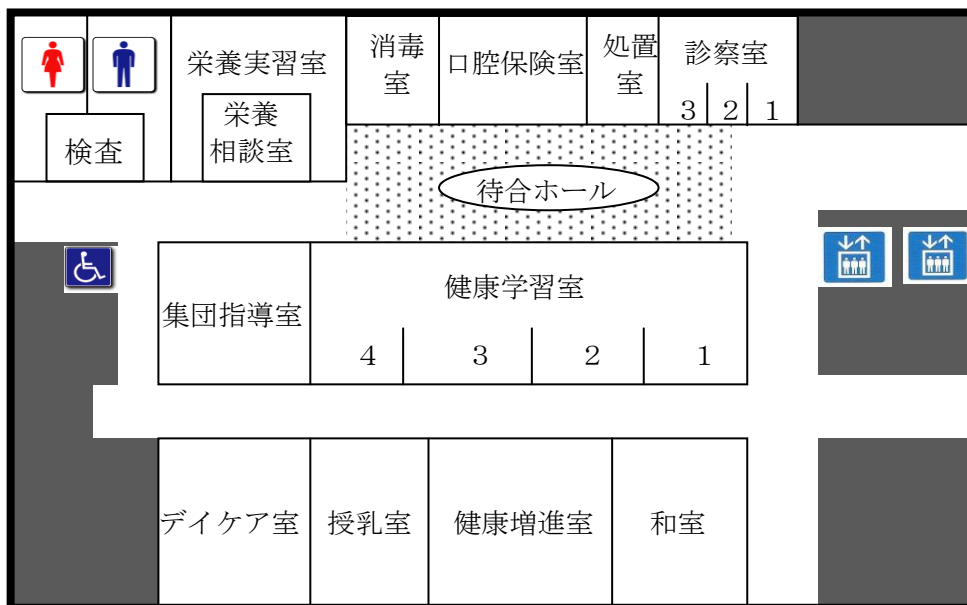 栄養実習室
消毒
室
口腔保険室
処置
室
診察室
3 2 1
検査
栄養
相談室
待合ホール
集団指導室
健康学習室
4 3 2 1
デイケア室
授乳室
健康増進室
和室